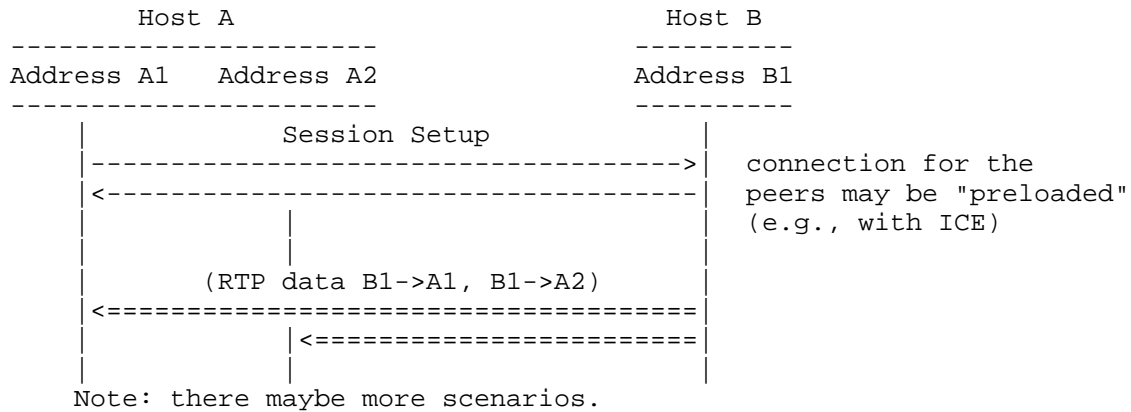 Host A Host B
----------------------- ----------
Address A1 Address A2 Address B1
----------------------- ----------
| Session Setup |
|------------------------------------->| connection for the
|<-------------------------------------| peers may be "preloaded"
| | | (e.g., with ICE)
| | |
| (RTP data B1->A1, B1->A2) |
|<=====================================|
| |<========================|
| | |
Note: there maybe more scenarios.